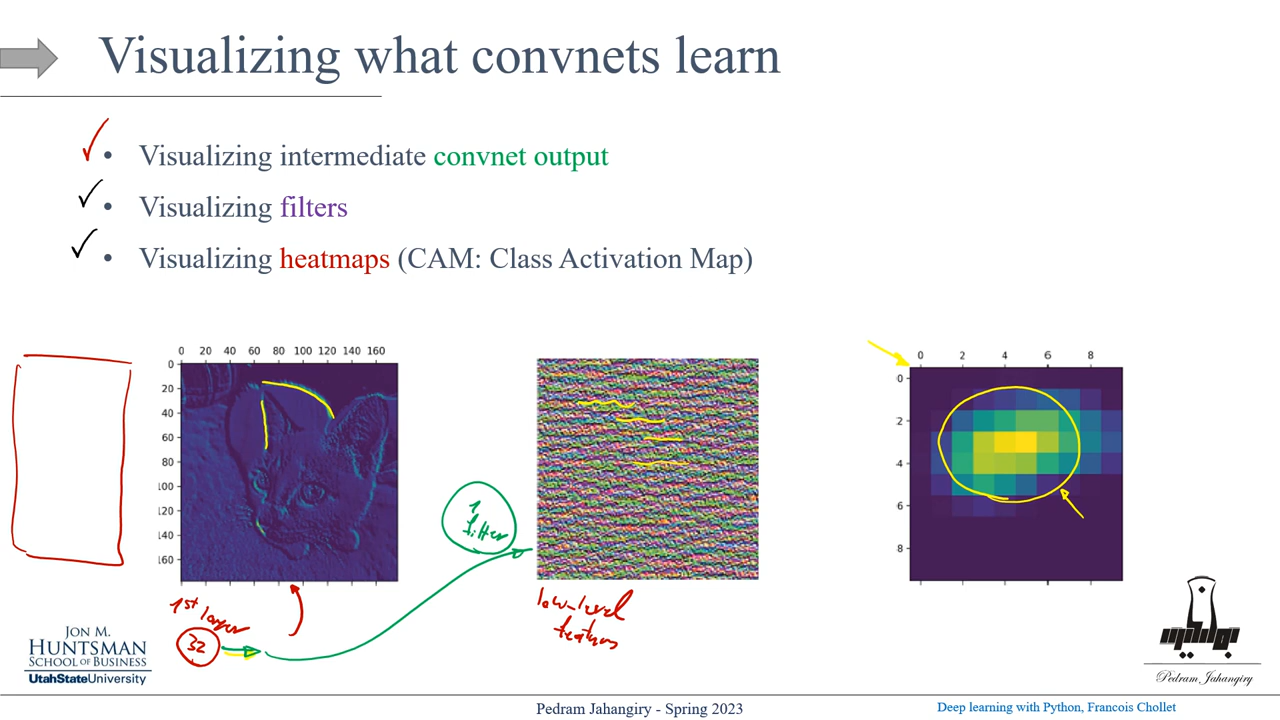 Visualizing what convnets learn
• Visualizing intermediate convnet output
• Visualizing filters
• Visualizing heatmaps (CAM: Class Activation Map)
0 20 40 60 80 100 120 140 160
0
20
40
60
80
100
120
140
160
0 2 4 6 8
0
2
4
6
8
1
filter
1st layer
32
low-level
features
JON M.
HUNTSMAN
SCHOOL OF BUSINESS
UtahStateUniversity
Pedram Jahangiry
Pedram Jahangiry - Spring 2023
Deep learning with Python, Francois Chollet